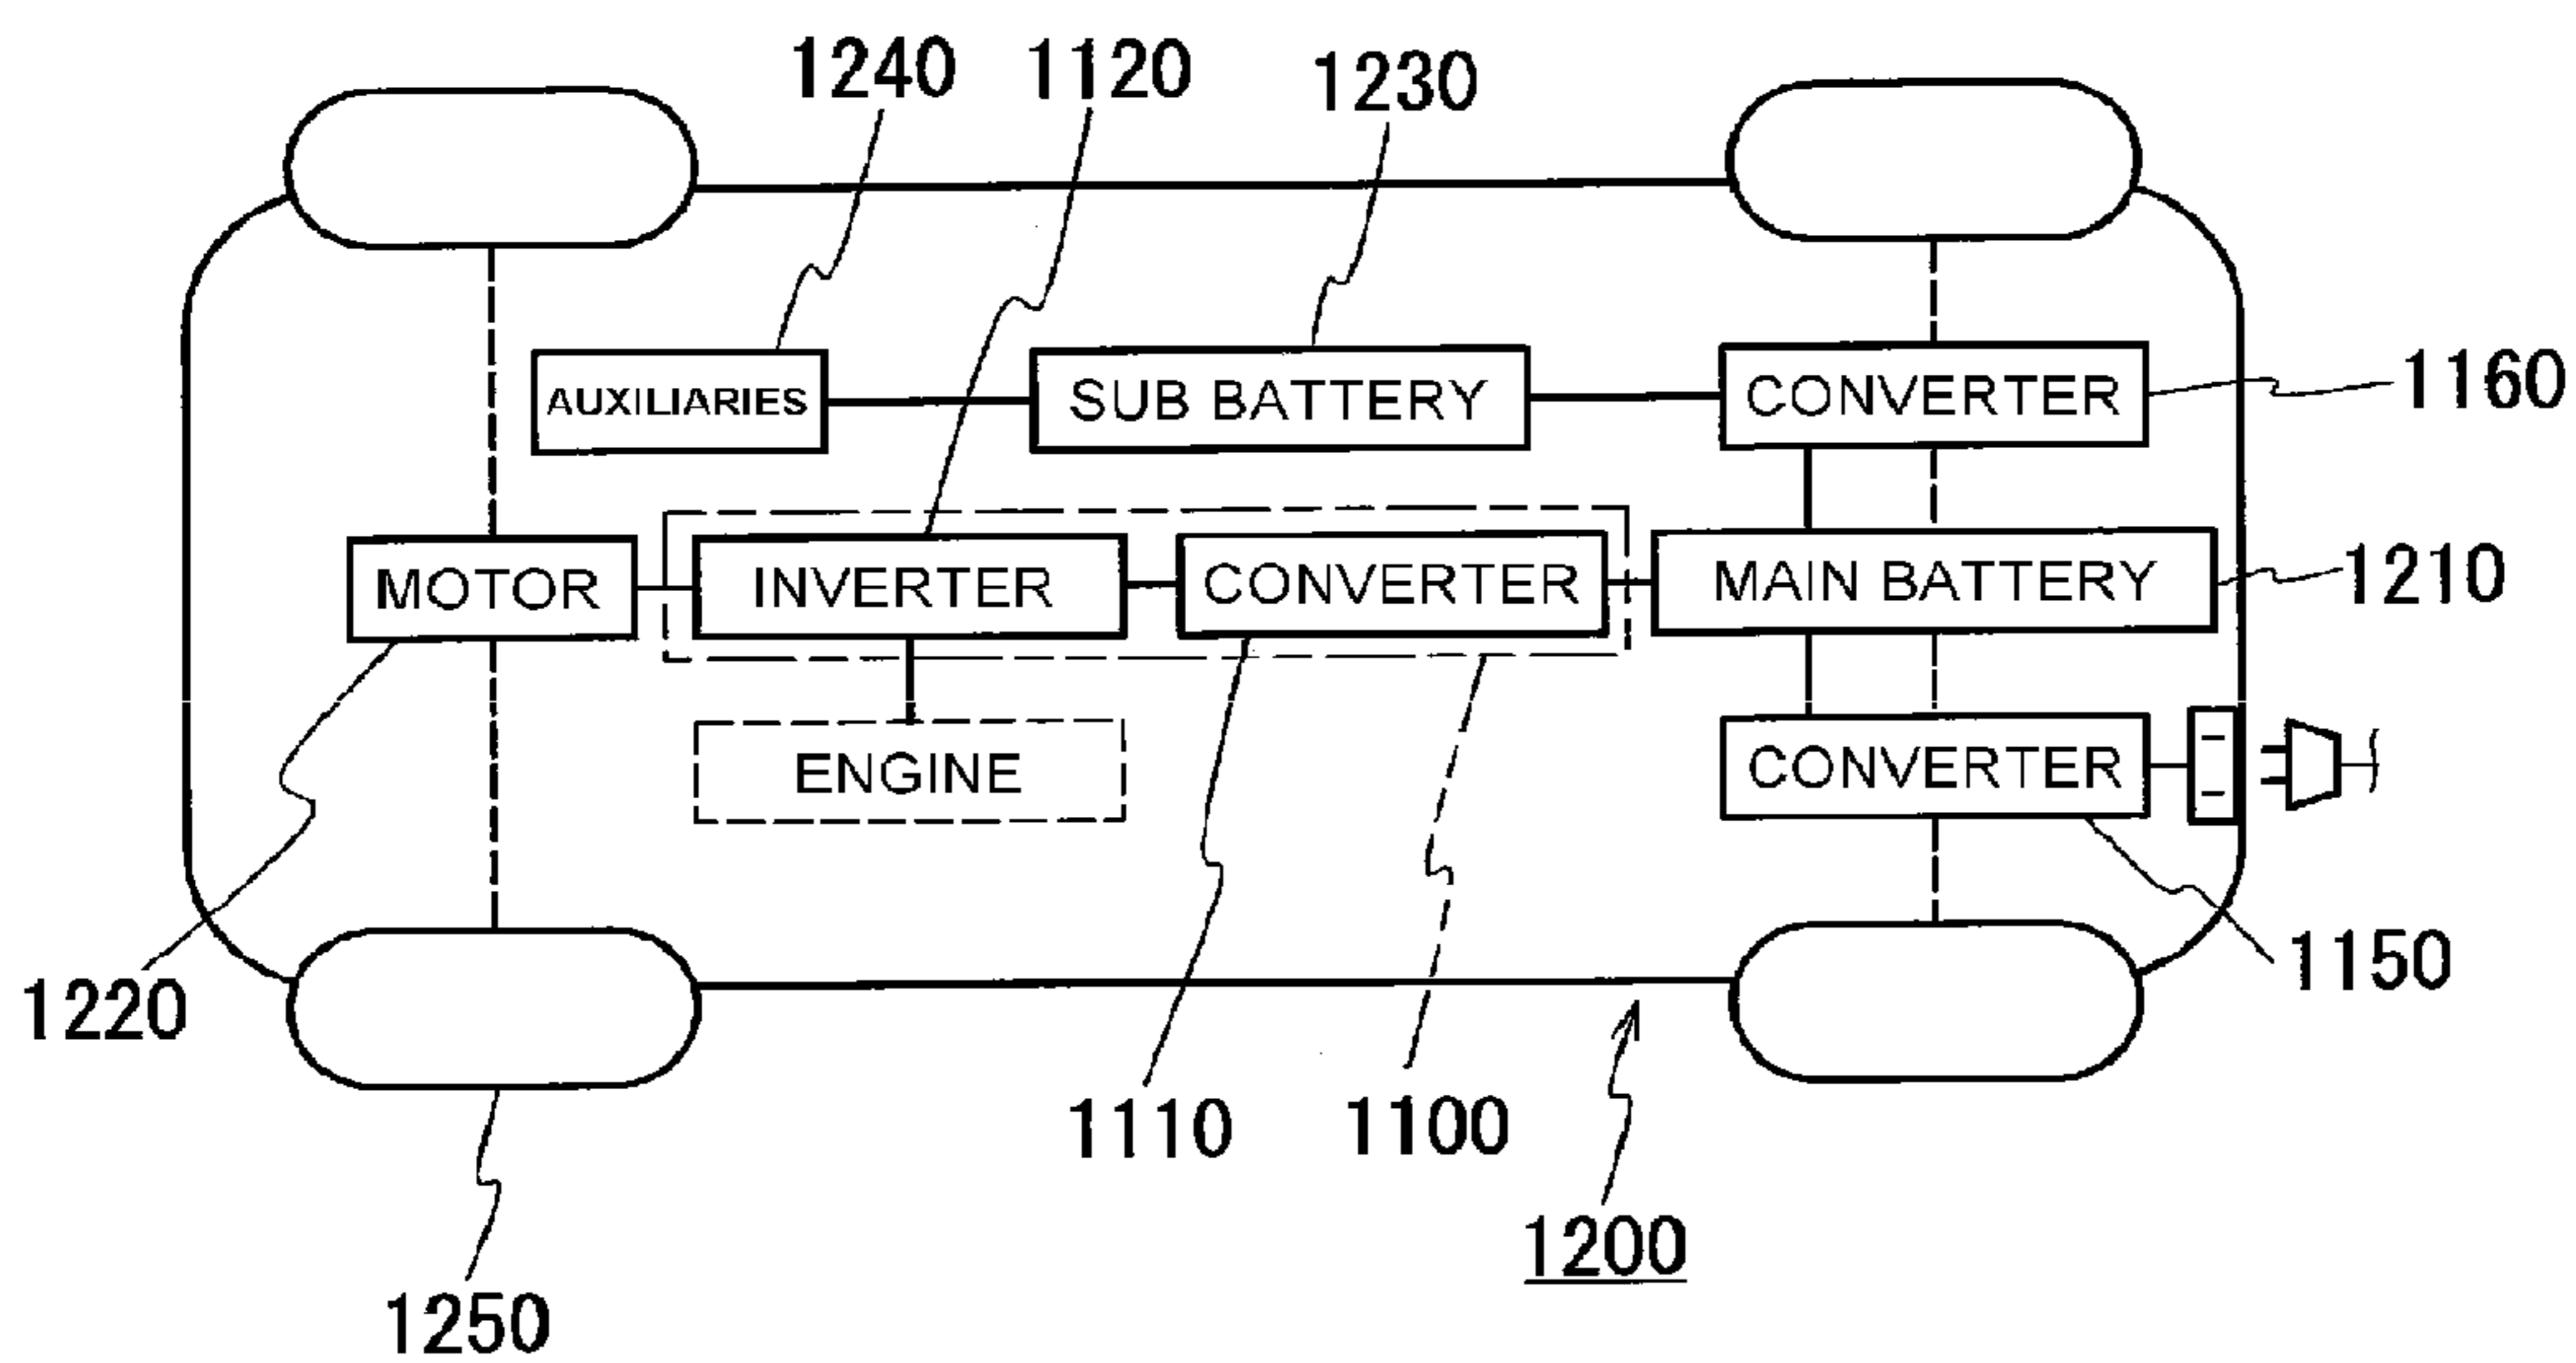 1240
1120
1230
AUXILIARIES
SUB BATTERY
CONVERTER
1160
MOTOR
INVERTER
CONVERTER
MAIN BATTERY
1210
ENGINE
CONVERTER
1220
1150
1110
1100
1200
1250